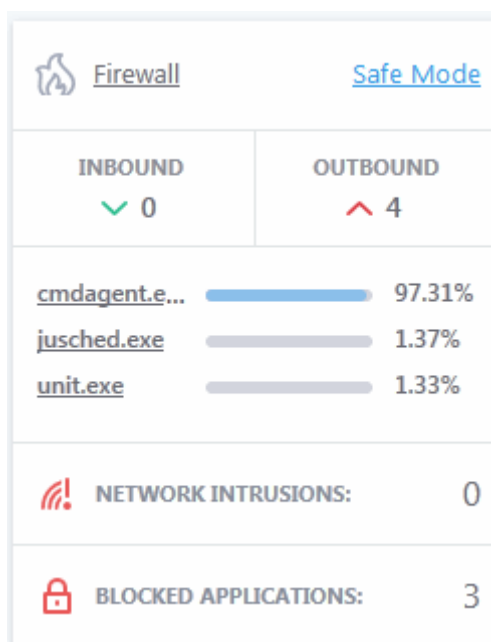 Firewall Safe Mode
INBOUND OUTBOUND
0 4
cmdagent.e... 97.31%
jusched.exe 1.37%
unit.exe 1.33%
NETWORK INTRUSIONS: 0
BLOCKED APPLICATIONS: 3